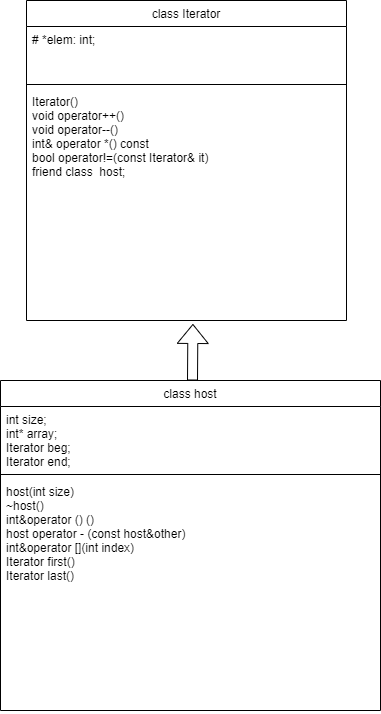 class Iterator
# *elem: int;
Iterator()
void operator++()
void operator--()
int& operator *() const
bool operator!=(const Iterator& it)
friend class  host;
class host
int size;
int* array;
Iterator beg;
Iterator end;
host(int size)
~host()
int&operator () ()
host operator - (const host&other)
int&operator [](int index)
Iterator first()
Iterator last()